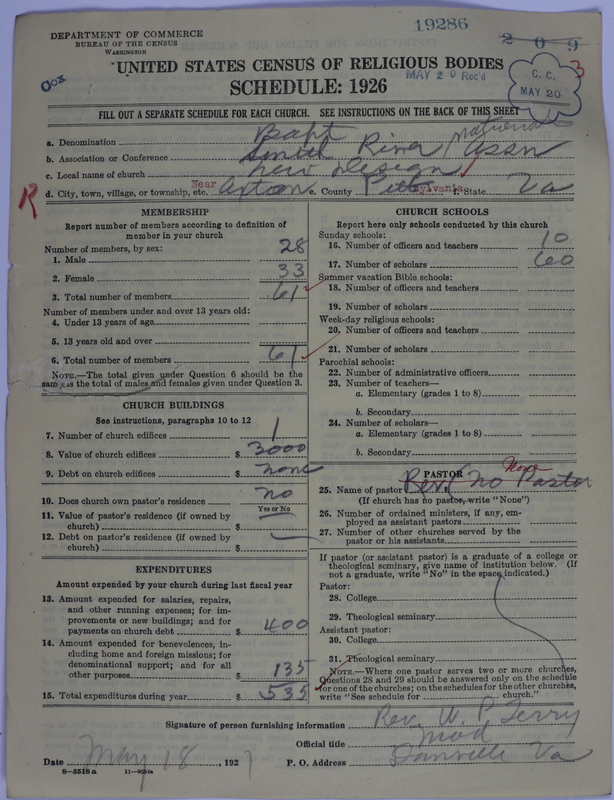 19286
DEPARTMENT OF COMMERCE
BUREAU OF THE CENSUS
WASHINGTON
209
UNITED STATES CENSUS OF RELIGIOUS BODIES
MAY 20 Rec'd
C. C.
MAY 20
3
SCHEDULE: 1926
FILL OUT A SEPARATE SCHEDULE FOR EACH CHURCH. SEE INSTRUCTIONS ON THE BACK OF THIS SHEET
a. Denomination Bapt
b. Association or Conference Smith River Assn
c. Local name of church New Design
R
d. City, town, village, or township, etc. Near Axton e. County Pittsylvania f. State Va
MEMBERSHIP
Report number of members according to definition of member in your church
Number of members, by sex:
1. Male 28
2. Female 33
3. Total number of members 61
Number of members under and over 13 years old:
4. Under 13 years of age
5. 13 years old and over
6. Total number of members 61
NOTE.—The total given under Question 6 should be
same as the total of males and females given under Question 3.
CHURCH BUILDINGS
See instructions, paragraphs 10 to 12
7. Number of church edifices 1
8. Value of church edifices $ 3000
9. Debt on church edifices $ none
10. Does church own pastor's residence no
Yes or No
11. Value of pastor's residence (if owned by
church) $
12. Debt on pastor's residence (if owned by
church) $
EXPENDITURES
Amount expended by your church during last fiscal year
13. Amount expended for salaries, repairs,
and other running expenses; for im-
provements or new buildings; and for
payments on church debt $ 400
14. Amount expended for benevolences, in-
cluding home and foreign missions; for
denominational support; and for all
other purposes $ 135
15. Total expenditures during year $ 535
CHURCH SCHOOLS
Report here only schools conducted by this church
Sunday schools:
16. Number of officers and teachers 10
17. Number of scholars 60
Summer vacation Bible schools:
18. Number of officers and teachers
19. Number of scholars
Week-day religious schools:
20. Number of officers and teachers
21. Number of scholars
Parochial schools:
22. Number of administrative officers
23. Number of teachers—
a. Elementary (grades 1 to 8)
b. Secondary
24. Number of scholars—
a. Elementary (grades 1 to 8)
b. Secondary
PASTOR
None
25. Name of pastor Rev. No Pastor
(If church has no pastor, write "None")
26. Number of ordained ministers, if any, em-
ployed as assistant pastors
27. Number of other churches served by the
pastor or his assistants
If pastor (or assistant pastor) is a graduate of a college or
theological seminary, give name of institution below. (If
not a graduate, write "No" in the space indicated.)
Pastor:
28. College
29. Theological seminary
Assistant pastor:
30. College
31. Theological seminary
NOTE.—Where one pastor serves two or more churches,
Questions 28 and 29 should be answered only on the schedule
for one of the churches; on the schedules for the other churches,
write "See schedule for church."
Signature of person furnishing information Rev. W. P. Terry
Official title Mod
Date May 18, 1927 P. O. Address Danville Va
8—5518a 11—9054a